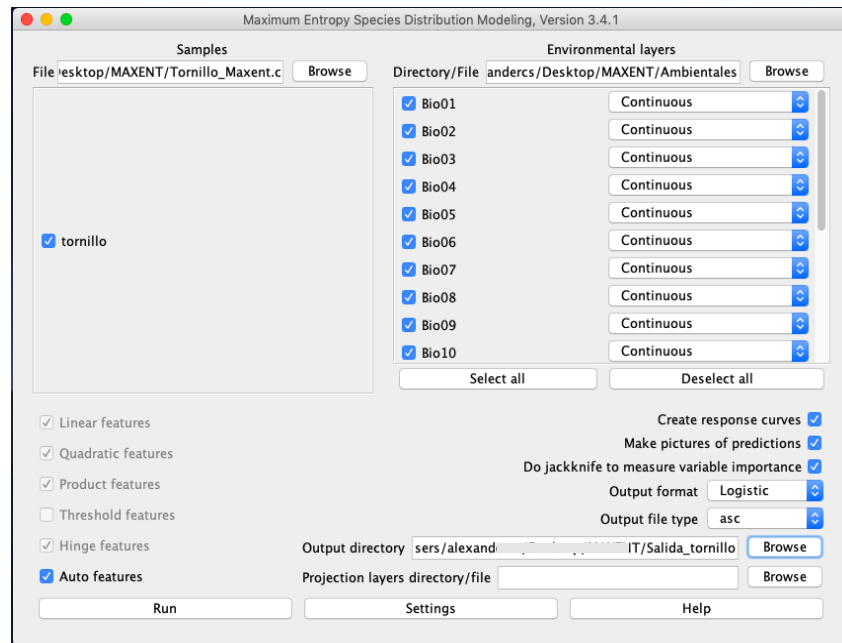 Maximum Entropy Species Distribution Modeling, Version 3.4.1
Samples
File esktop/MAXENT/Tornillo_Maxent.c Browse
tornillo
Environmental layers
Directory/File andercs/Desktop/MAXENT/Ambientales Browse
Bio01 Continuous
Bio02 Continuous
Bio03 Continuous
Bio04 Continuous
Bio05 Continuous
Bio06 Continuous
Bio07 Continuous
Bio08 Continuous
Bio09 Continuous
Bio10 Continuous
Select all Deselect all
Linear features
Quadratic features
Product features
Threshold features
Hinge features
Auto features
Create response curves
Make pictures of predictions
Do jackknife to measure variable importance
Output format Logistic
Output file type asc
Output directory sers/alexand T/Salida_tornillo Browse
Projection layers directory/file Browse
Run Settings Help